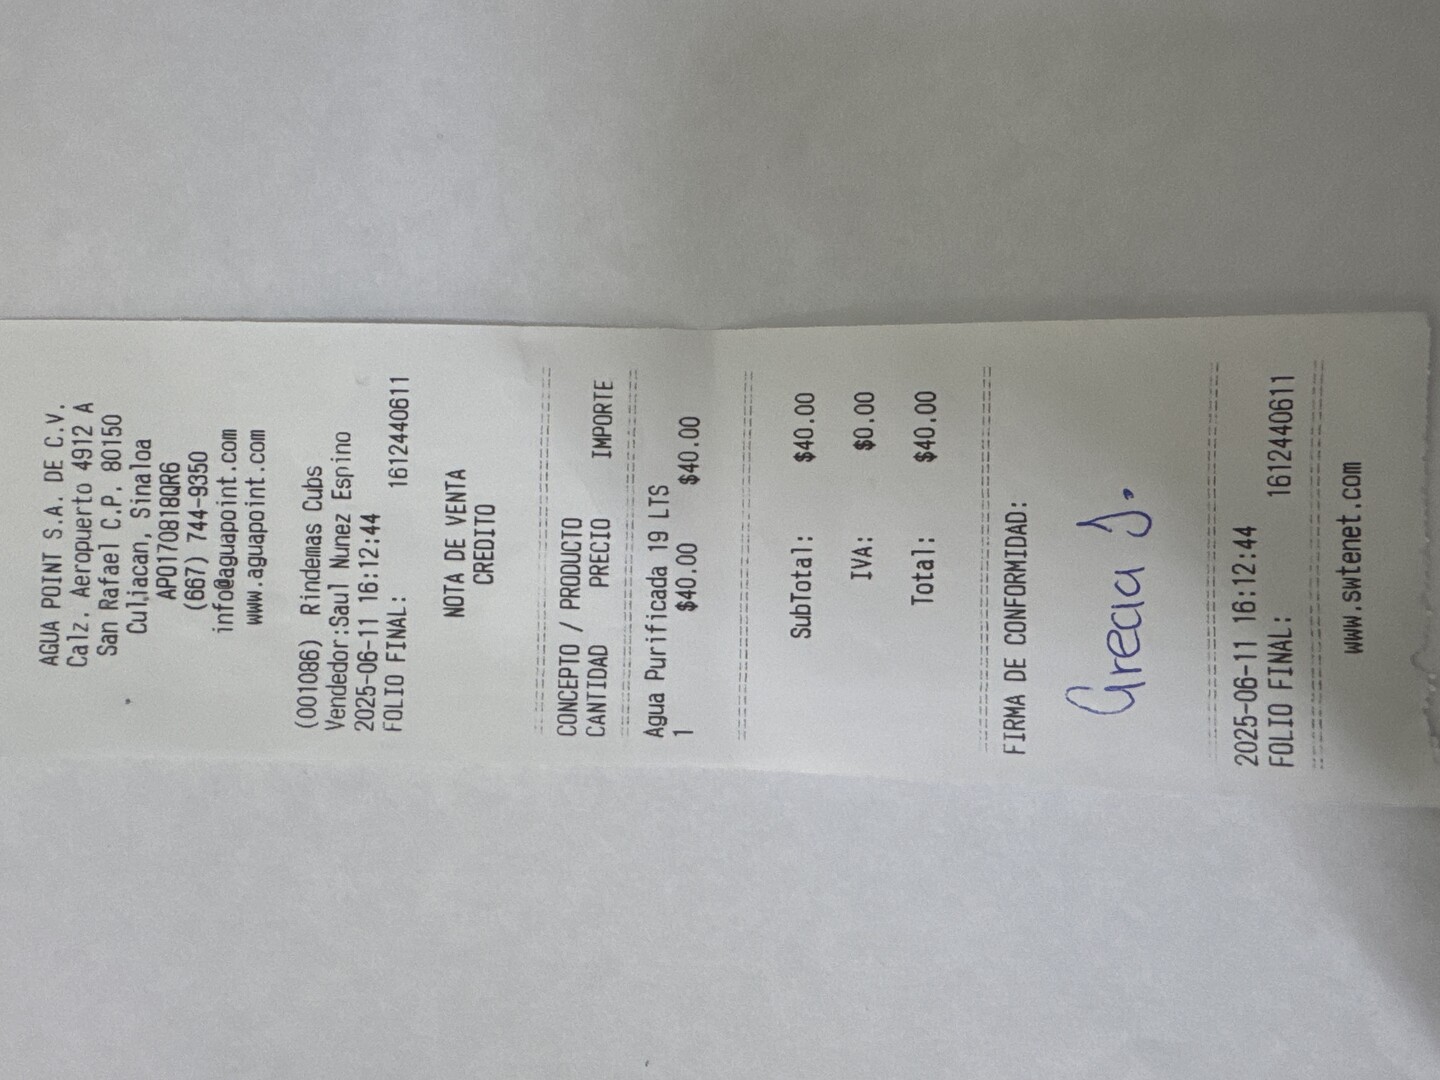 AGUA POINT S.A. DE C.V.
Calz. Aeropuerto 4912 A
San Rafael C.P. 80150
Culiacan, Sinaloa
APO170818QR6
(667) 744-9350
info@aguapoint.com
www.aguapoint.com
(001086) Rindemas Cubs
Vendedor:Saul Nunez Espino
2025-06-11 16:12:44
FOLIO FINAL: 1612440611
NOTA DE VENTA
CREDITO
CONCEPTO / PRODUCTO
CANTIDAD PRECIO IMPORTE
Agua Purificada 19 LTS
1 $40.00 $40.00
SubTotal: $40.00
IVA: $0.00
Total: $40.00
FIRMA DE CONFORMIDAD:
Grecia J.
2025-06-11 16:12:44
FOLIO FINAL: 1612440611
www.swtenet.com